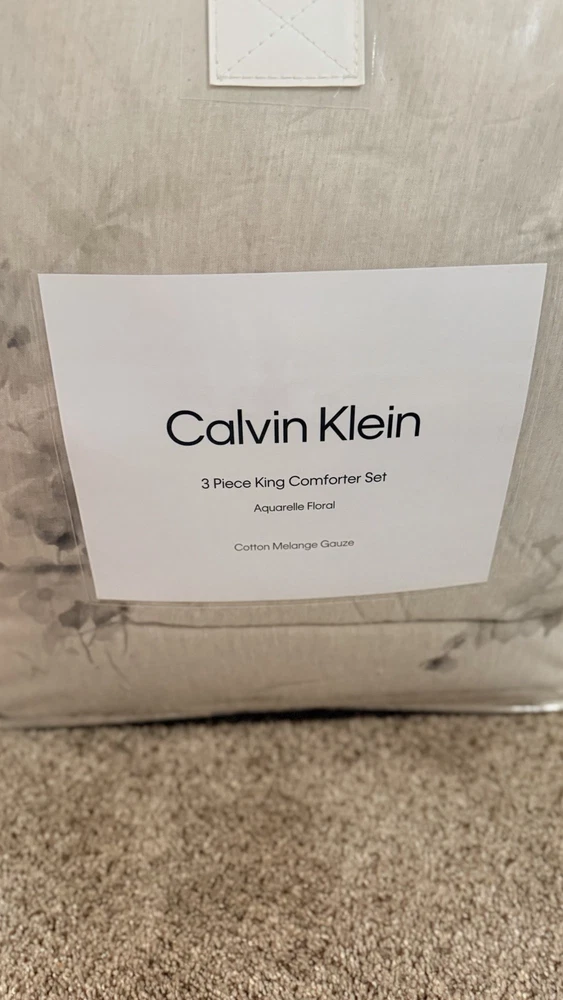 Calvin Klein
3 Piece King Comforter Set
Aquarelle Floral
Cotton Melange Gauze